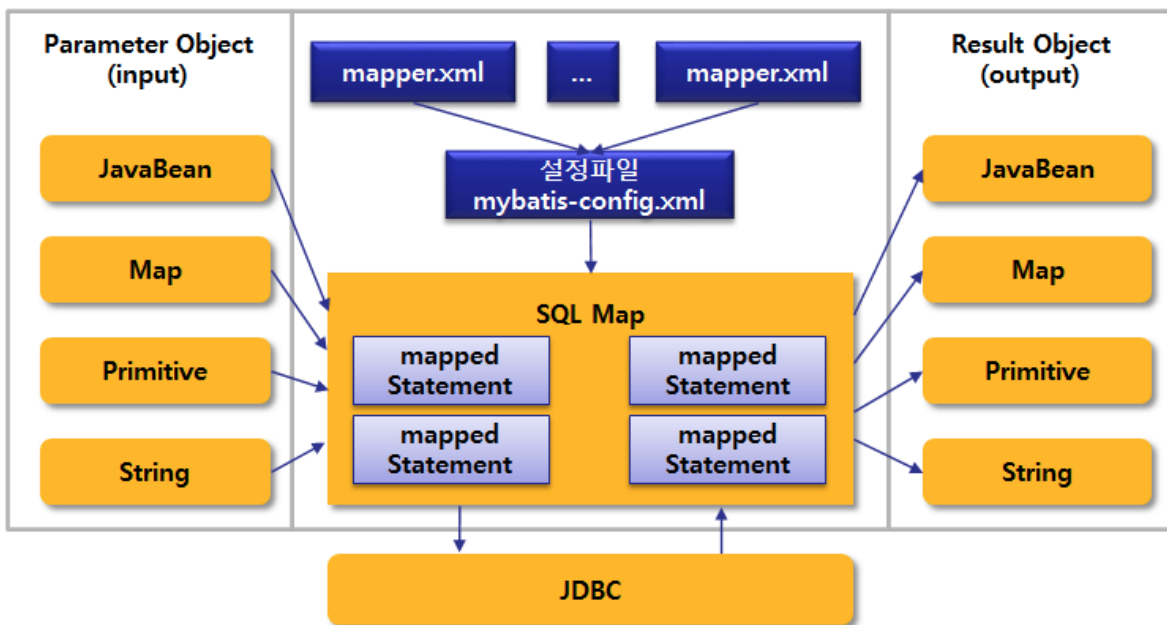 Parameter Object
(input)
mapper.xml
...
mapper.xml
Result Object
(output)
JavaBean
Map
Primitive
String
설정파일
mybatis-config.xml
SQL Map
mapped
Statement
mapped
Statement
mapped
Statement
mapped
Statement
JavaBean
Map
Primitive
String
JDBC